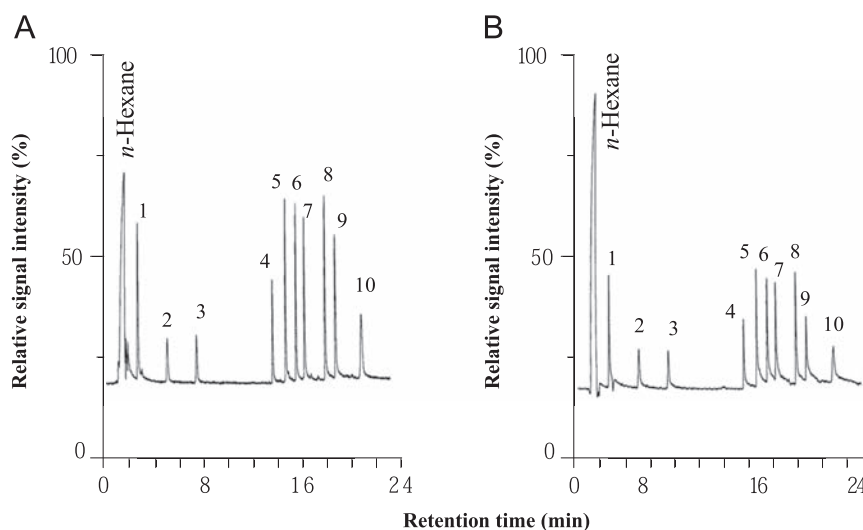 A
Relative signal intensity (%)
100
50
0
n-Hexane
1
2
3
4
5
6
7
8
9
10
0 8 16 24
B
Relative signal intensity (%)
100
50
0
n-Hexane
1
2
3
4
5
6
7
8
9
10
0 8 16 24
Retention time (min)